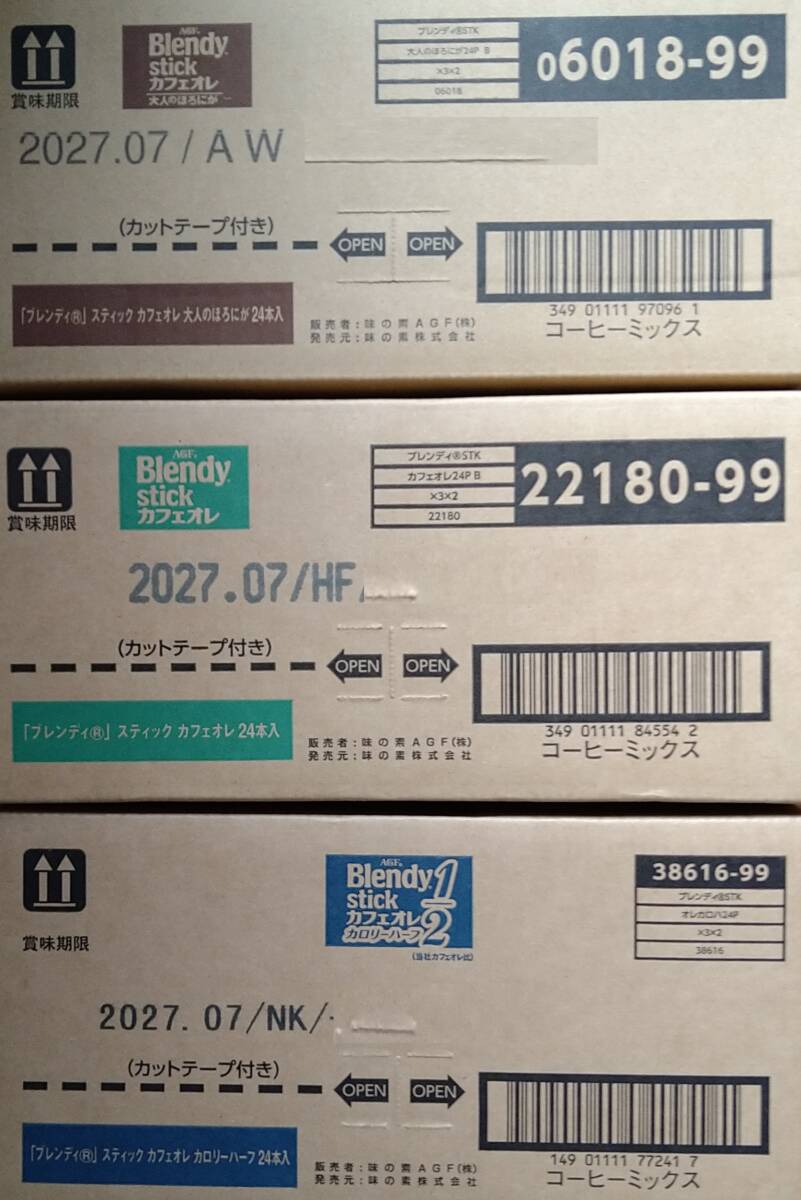 AGF®
Blendy®
stick
カフェオレ
大人のほろにが
ブレンディ®STK
大人のほろにが24P B
×3×2
06018
06018-99
賞味期限
2027.07/AW
(カットテープ付き)
OPEN OPEN
「ブレンディ®」スティック カフェオレ 大人のほろにが 24本入
販売者:味の素AGF(株)
発売元:味の素株式会社
349 01111 97096 1
コーヒーミックス
AGF®
Blendy®
stick
カフェオレ
ブレンディ®STK
カフェオレ24P B
×3×2
22180
22180-99
賞味期限
2027.07/HF
(カットテープ付き)
OPEN OPEN
「ブレンディ®」スティック カフェオレ 24本入
販売者:味の素AGF(株)
発売元:味の素株式会社
349 01111 84554 2
コーヒーミックス
AGF®
Blendy® 1/2
stick
カフェオレ
カロリーハーフ
(当社カフェオレ比)
38616-99
ブレンディ®STK
オレカロハ24P
×3×2
38616
賞味期限
2027.07/NK/
(カットテープ付き)
OPEN OPEN
「ブレンディ®」スティック カフェオレ カロリーハーフ 24本入
販売者:味の素AGF(株)
発売元:味の素株式会社
149 01111 77241 7
コーヒーミックス